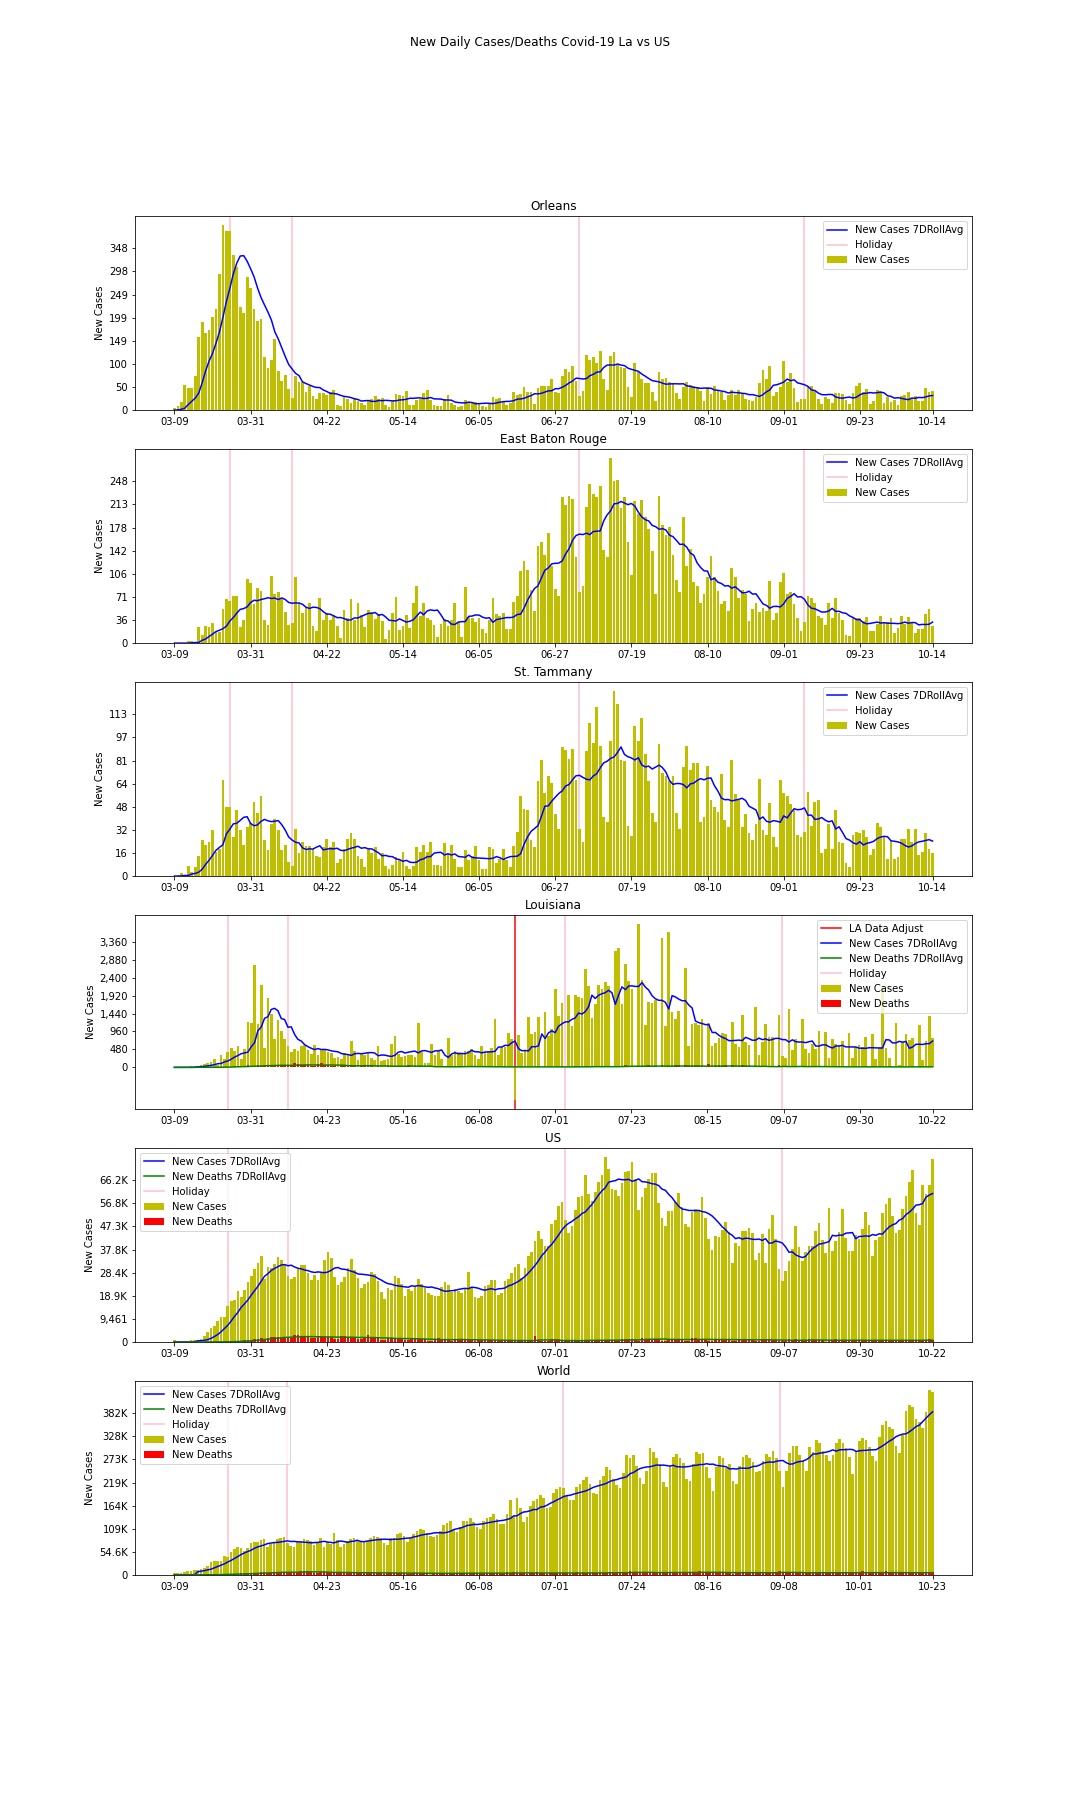 New Daily Cases/Deaths Covid-19 La vs US
Orleans
New Cases
348
298
249
199
149
100
50
0
New Cases 7DRollAvg
Holiday
New Cases
03-09 03-31 04-22 05-14 06-05 06-27 07-19 08-10 09-01 09-23 10-14
East Baton Rouge
New Cases
248
213
178
142
106
71
36
0
New Cases 7DRollAvg
Holiday
New Cases
03-09 03-31 04-22 05-14 06-05 06-27 07-19 08-10 09-01 09-23 10-14
St. Tammany
New Cases
113
97
81
64
48
32
16
0
New Cases 7DRollAvg
Holiday
New Cases
03-09 03-31 04-22 05-14 06-05 06-27 07-19 08-10 09-01 09-23 10-14
Louisiana
New Cases
3,360
2,880
2,400
1,920
1,440
960
480
0
LA Data Adjust
New Cases 7DRollAvg
New Deaths 7DRollAvg
Holiday
New Cases
New Deaths
03-09 03-31 04-23 05-16 06-08 07-01 07-23 08-15 09-07 09-30 10-22
US
New Cases
66.2K
56.8K
47.3K
37.8K
28.4K
18.9K
9,461
0
New Cases 7DRollAvg
New Deaths 7DRollAvg
Holiday
New Cases
New Deaths
03-09 03-31 04-23 05-16 06-08 07-01 07-23 08-15 09-07 09-30 10-22
World
New Cases
382K
328K
273K
219K
164K
109K
54.6K
0
New Cases 7DRollAvg
New Deaths 7DRollAvg
Holiday
New Cases
New Deaths
03-09 03-31 04-23 05-16 06-08 07-01 07-24 08-16 09-08 10-01 10-23